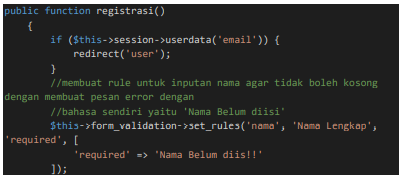 public function registrasi()
{
if ($this->session->userdata('email')) {
redirect('user');
}
//membuat rule untuk inputan nama agar tidak boleh kosong
dengan membuat pesan error dengan
//bahasa sendiri yaitu 'Nama Belum diisi'
$this->form_validation->set_rules('nama', 'Nama Lengkap',
'required', [
'required' => 'Nama Belum diis!!'
]);